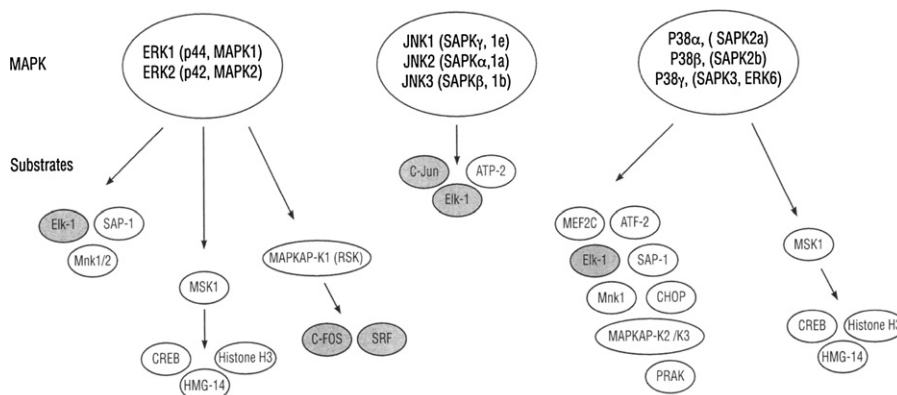 MAPK
ERK1 (p44, MAPK1)
ERK2 (p42, MAPK2)
JNK1 (SAPKγ, 1e)
JNK2 (SAPKα,1a)
JNK3 (SAPKβ, 1b)
P38α, ( SAPK2a)
P38β, (SAPK2b)
P38γ, (SAPK3, ERK6)
Substrates
Elk-1
SAP-1
Mnk1/2
MSK1
CREB
Histone H3
HMG-14
MAPKAP-K1 (RSK)
C-FOS
SRF
C-Jun
ATP-2
Elk-1
MEF2C
ATF-2
Elk-1
SAP-1
Mnk1
CHOP
MAPKAP-K2 /K3
PRAK
MSK1
CREB
Histone H3
HMG-14